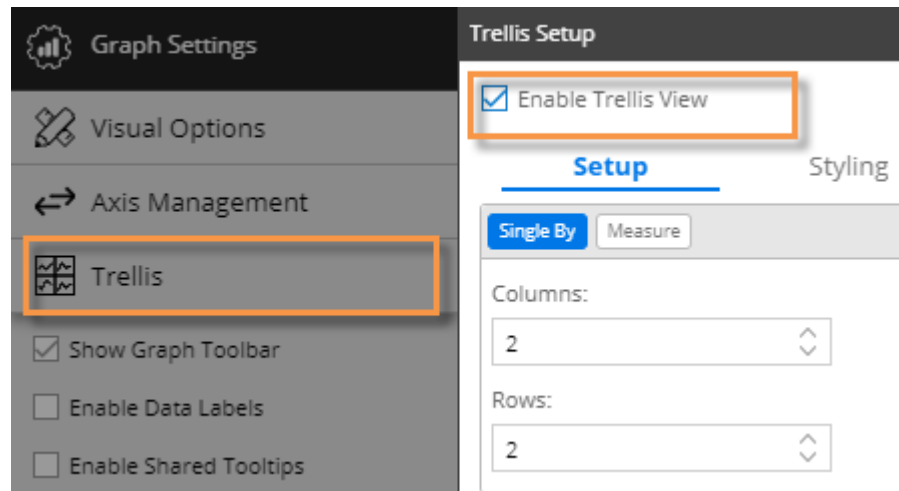 Graph Settings
Visual Options
Axis Management
Trellis
Show Graph Toolbar
Enable Data Labels
Enable Shared Tooltips
Trellis Setup
Enable Trellis View
Setup Styling
Single By Measure
Columns:
2
Rows:
2